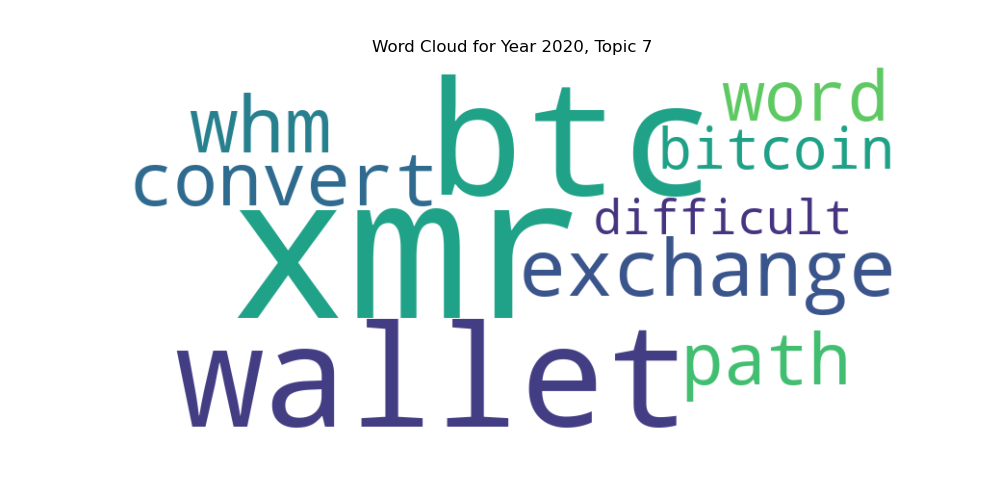 Word Cloud for Year 2020, Topic 7
whm
btc
word
bitcoin
convert
xmr
difficult
exchange
wallet
path